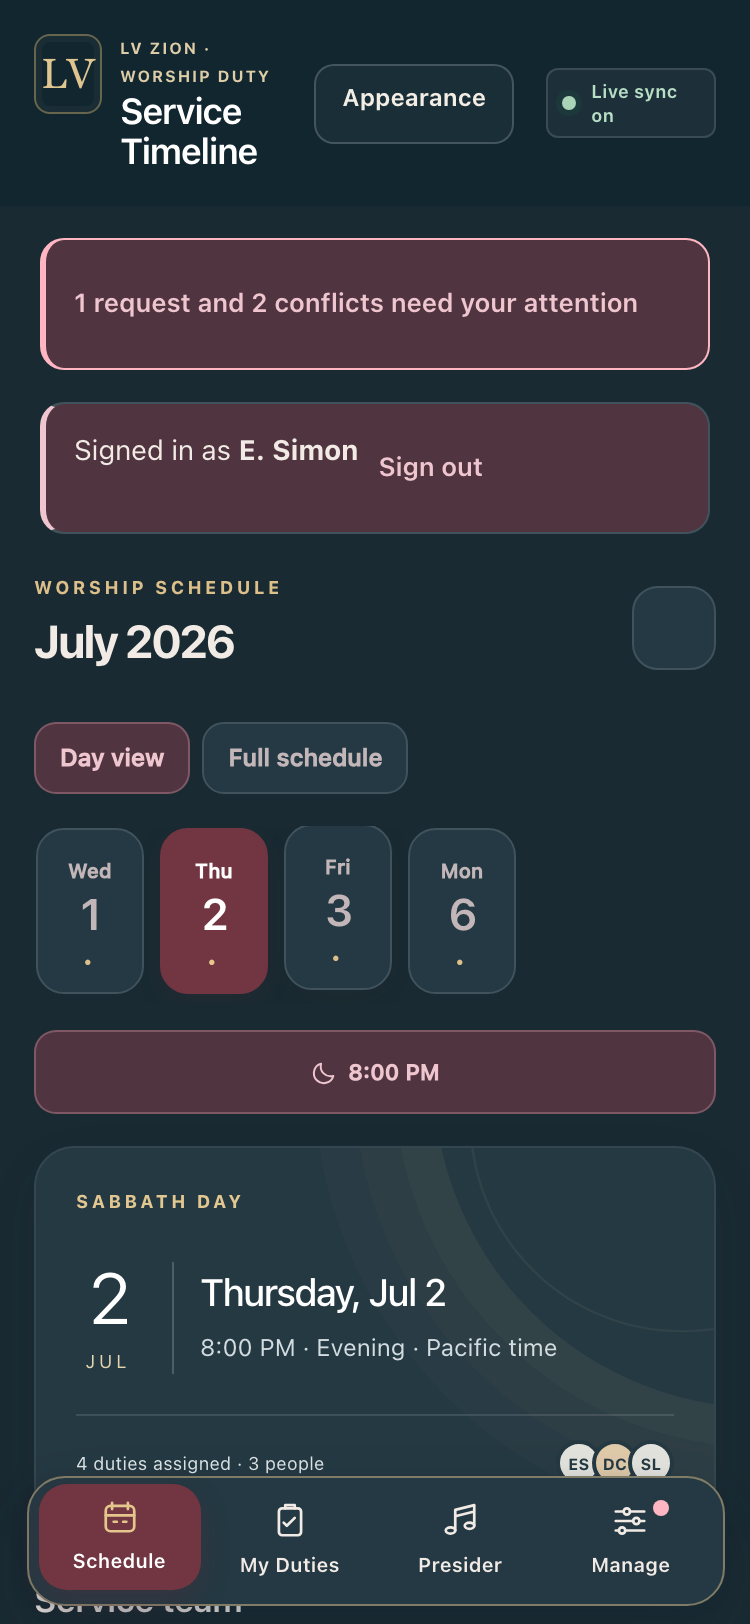 LV
LV ZION ·
WORSHIP DUTY
Service
Timeline
Appearance
Live sync
on
1 request and 2 conflicts need your attention
Signed in as E. Simon
Sign out
WORSHIP SCHEDULE
July 2026
Day view
Full schedule
Wed
1
Thu
2
Fri
3
Mon
6
8:00 PM
SABBATH DAY
2
JUL
Thursday, Jul 2
8:00 PM · Evening · Pacific time
4 duties assigned · 3 people
ES
DC
SL
Schedule
My Duties
Presider
Manage
Service team